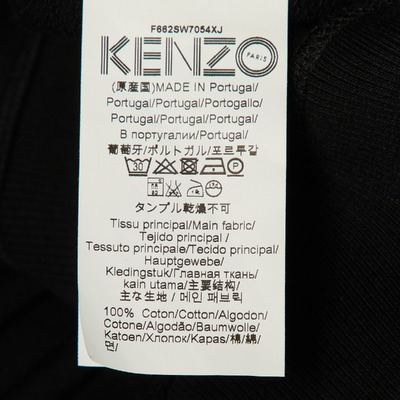 F662SW7054XJ
KENZO
PARIS
(原産国)MADE IN Portugal/
Portugal/Portugal/Portogallo/
Portugal/Portugal/Portugal/
В португалии/Portugal/
葡萄牙/ポルトガル/포르투갈
30
P
タンブル乾燥不可
Tissu principal/Main fabric/
Tejido principal /
Tessuto principale/Tecido principal /
Hauptgewebe/
Kledingstuk/Главная ткань/
kain utama/主要结构/
主な生地 / 메인 패브릭
100% Coton/Cotton/Algodon/
Cotone/Algodão/Baumwolle/
Katoen/Хлопок/Kapas/棉/綿/
면/